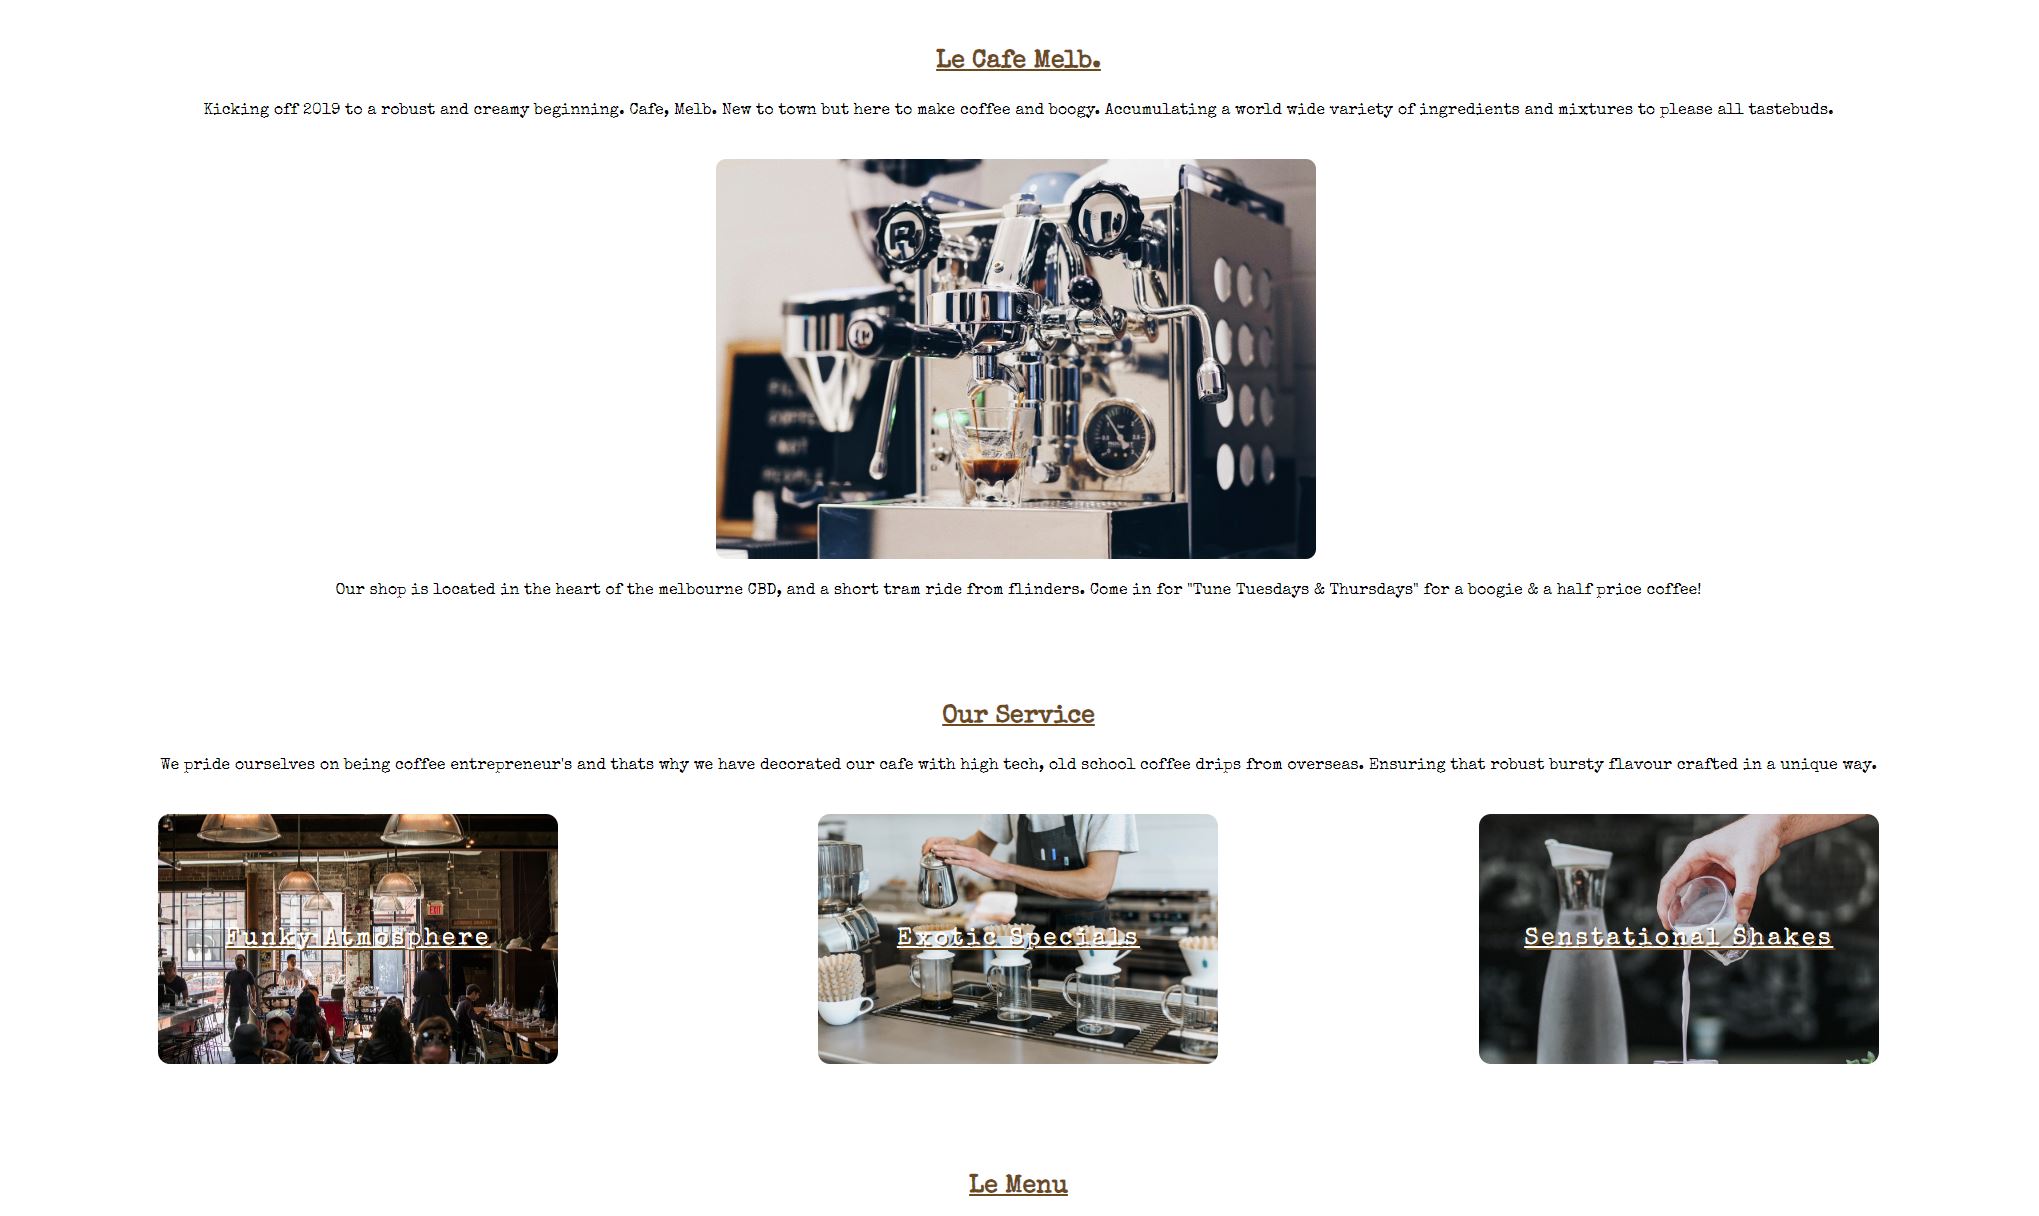 Le Cafe Melb.
Kicking off 2019 to a robust and creamy beginning. Cafe, Melb. New to town but here to make coffee and boogy. Accumulating a world wide variety of ingredients and mixtures to please all tastebuds.
R
Our shop is located in the heart of the melbourne CBD, and a short tram ride from flinders. Come in for "Tune Tuesdays & Thursdays" for a boogie & a half price coffee!
Our Service
We pride ourselves on being coffee entrepreneur's and thats why we have decorated our cafe with high tech, old school coffee drips from overseas. Ensuring that robust bursty flavour crafted in a unique way.
EXIT
Funky Atmosphere
Exotic Specials
Senstational Shakes
Le Menu